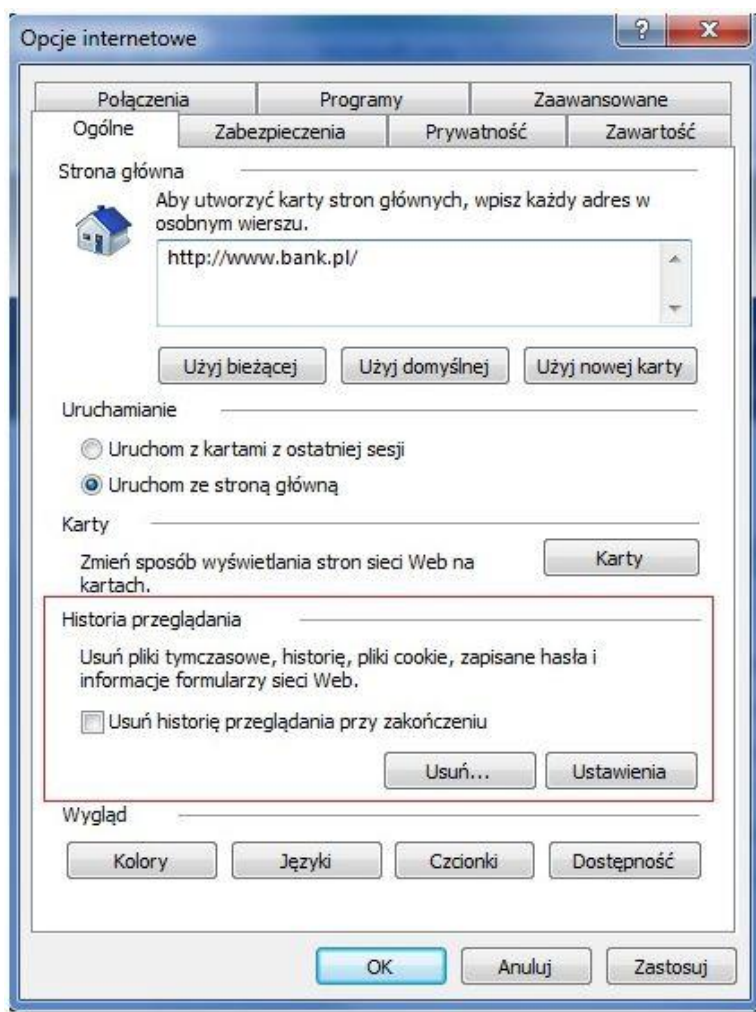 Opcje internetowe
Połączenia Programy Zaawansowane
Ogólne Zabezpieczenia Prywatność Zawartość
Strona główna
Aby utworzyć karty stron głównych, wpisz każdy adres w
osobnym wierszu.
http://www.bank.pl/
Użyj bieżącej Użyj domyślnej Użyj nowej karty
Uruchamianie
Uruchom z kartami z ostatniej sesji
Uruchom ze stroną główną
Karty
Zmień sposób wyświetlania stron sieci Web na
kartach.
Karty
Historia przeglądania
Usuń pliki tymczasowe, historię, pliki cookie, zapisane hasła i
informacje formularzy sieci Web.
Usuń historię przeglądania przy zakończeniu
Usuń... Ustawienia
Wygląd
Kolory Języki Czcionki Dostępność
OK Anuluj Zastosuj